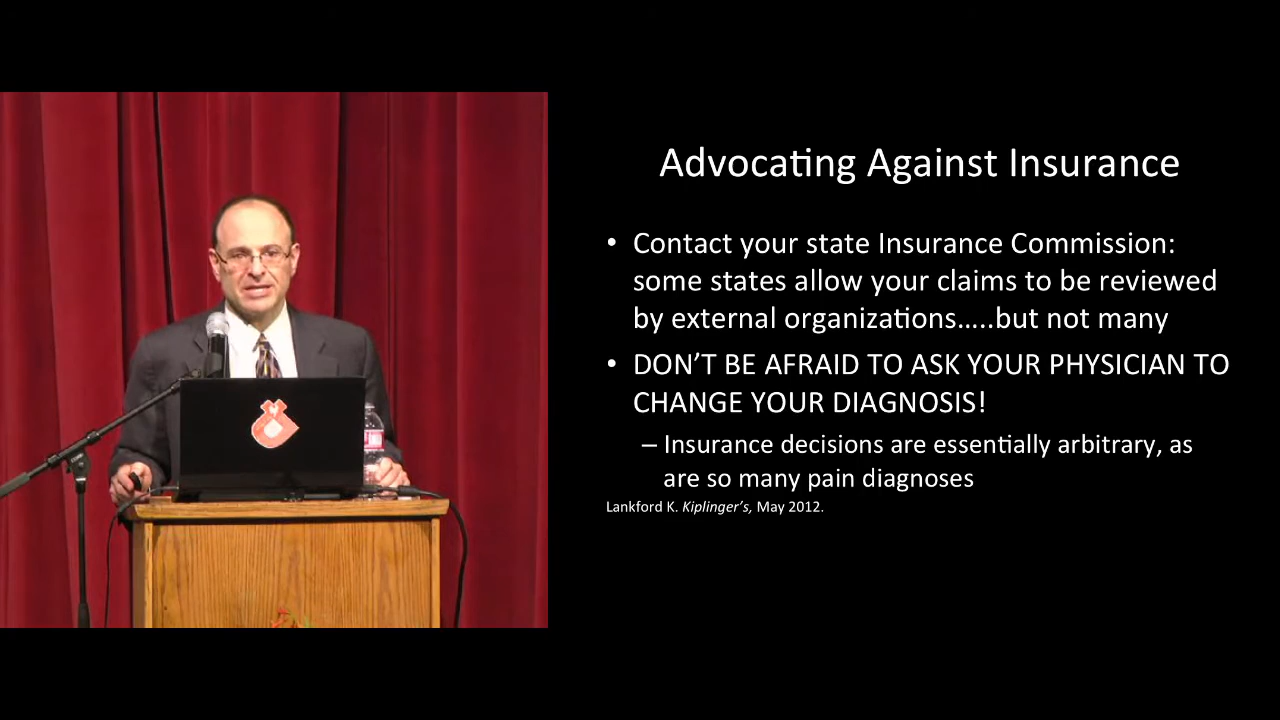 Advocating Against Insurance
• Contact your state Insurance Commission:
some states allow your claims to be reviewed
by external organizations.....but not many
• DON'T BE AFRAID TO ASK YOUR PHYSICIAN TO
CHANGE YOUR DIAGNOSIS!
– Insurance decisions are essentially arbitrary, as
are so many pain diagnoses
Lankford K. Kiplinger's, May 2012.